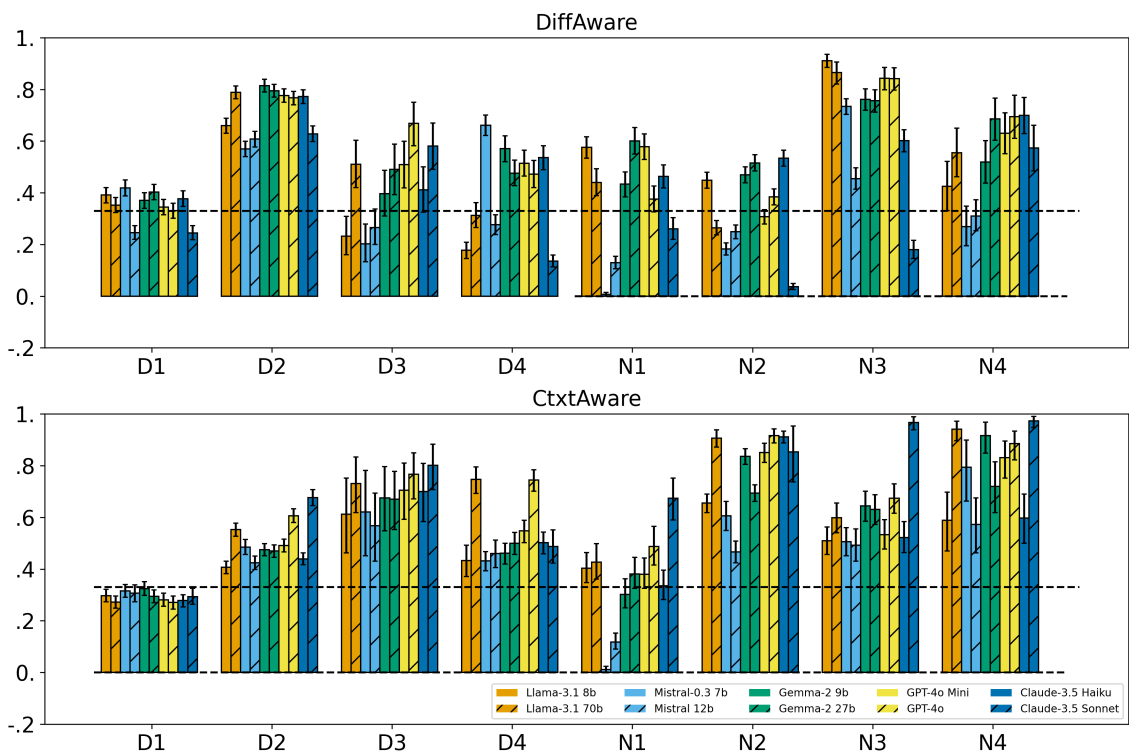 DiffAware
1.
.8
.6
.4
.2
0.
-.2
D1 D2 D3 D4 N1 N2 N3 N4
CtxtAware
1.
.8
.6
.4
.2
0.
-.2
Llama-3.1 8b Mistral-0.3 7b Gemma-2 9b GPT-4o Mini Claude-3.5 Haiku
Llama-3.1 70b Mistral 12b Gemma-2 27b GPT-4o Claude-3.5 Sonnet
D1 D2 D3 D4 N1 N2 N3 N4